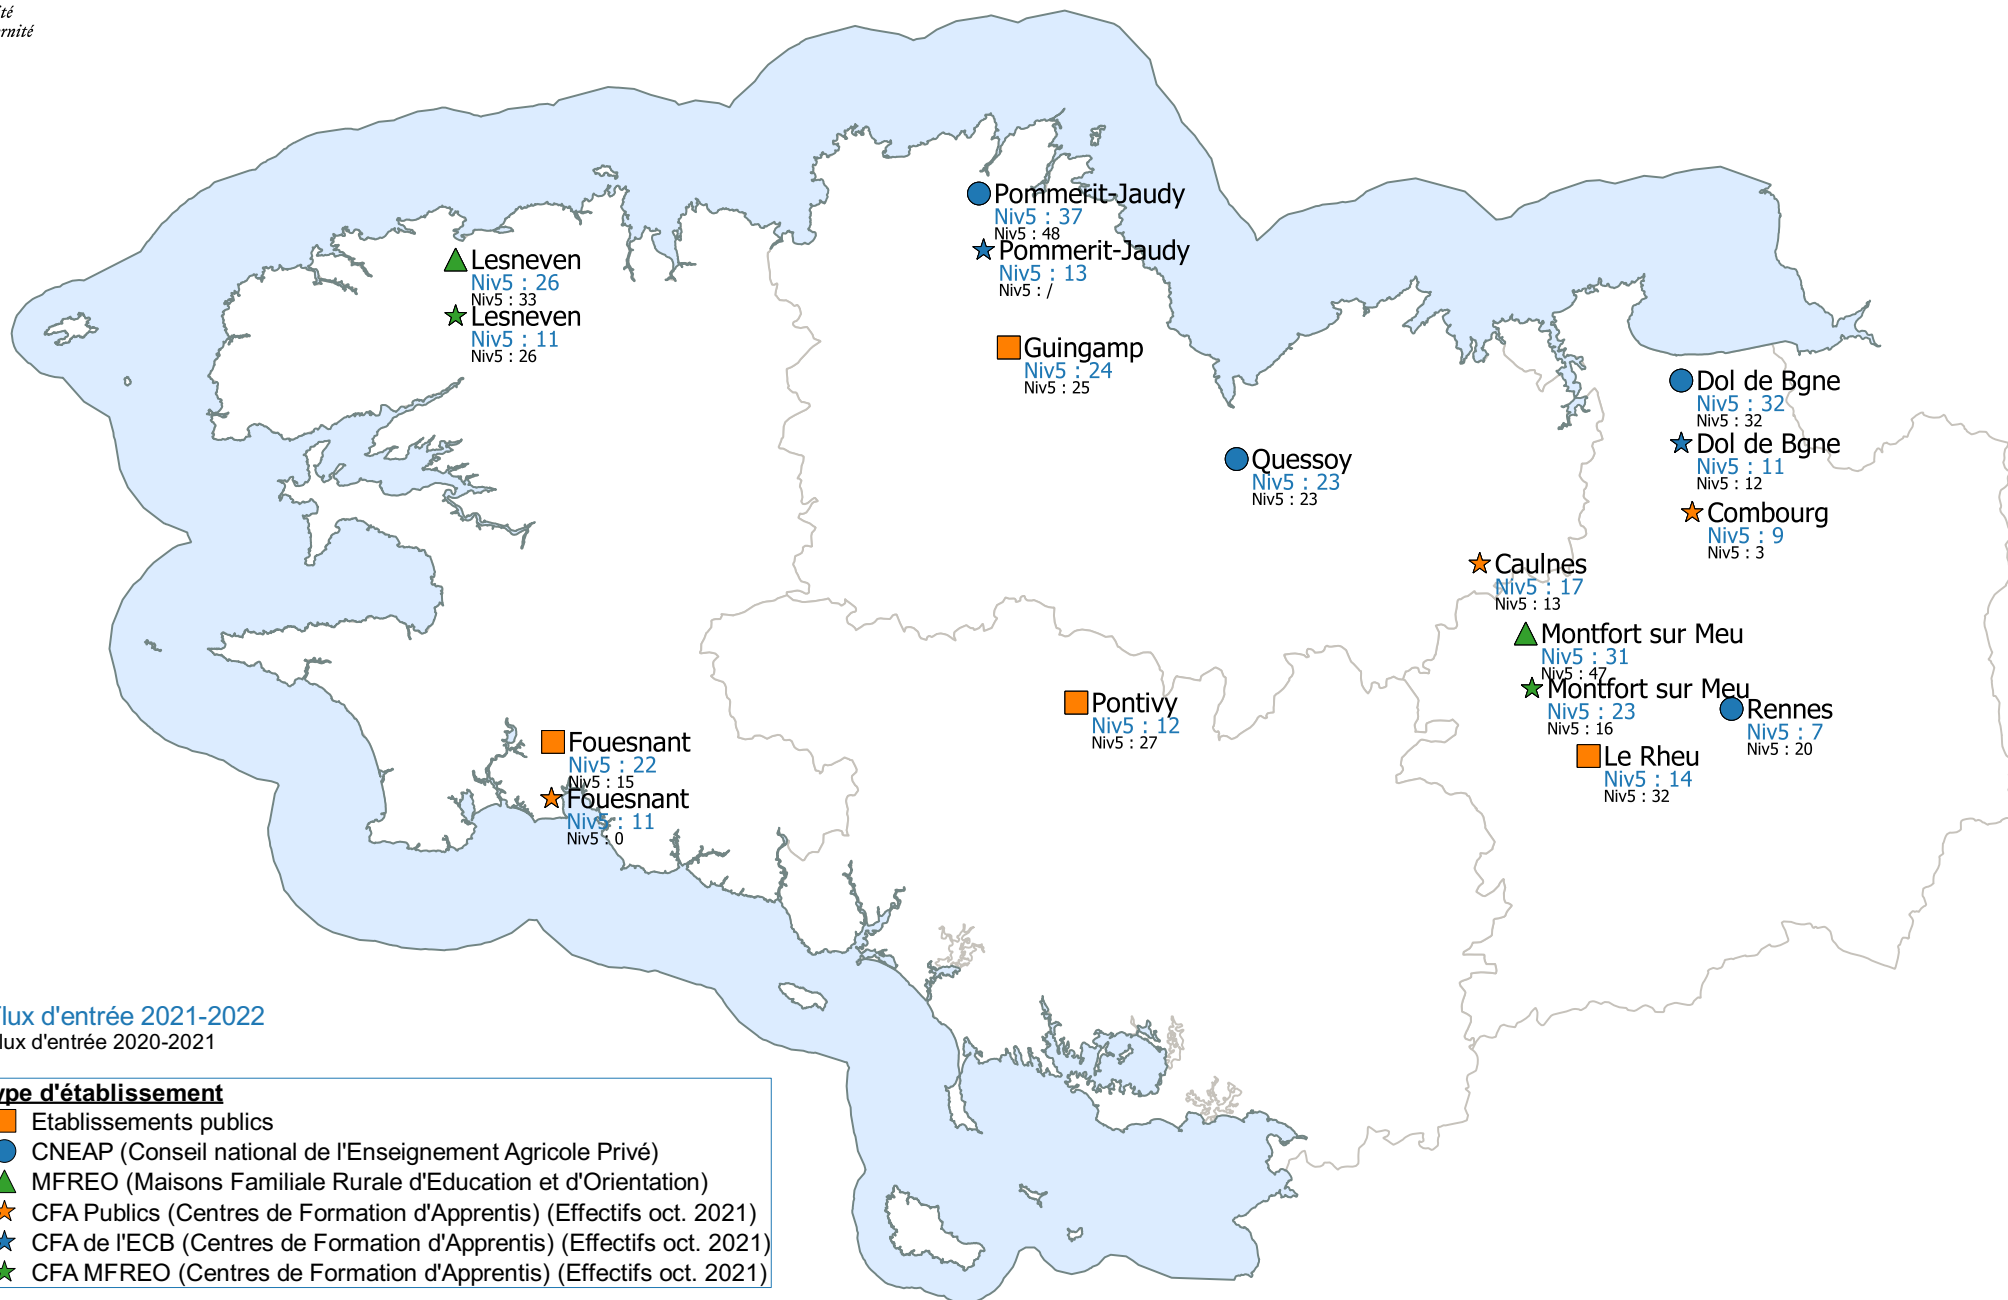 ité
ernité
Pommerit-Jaudy
Niv5 : 37
Niv5 : 48
Pommerit-Jaudy
Niv5 : 13
Niv5 : /
Lesneven
Niv5 : 26
Niv5 : 33
Lesneven
Niv5 : 11
Niv5 : 26
Guingamp
Niv5 : 24
Niv5 : 25
Dol de Bgne
Niv5 : 32
Niv5 : 32
Dol de Bgne
Niv5 : 11
Niv5 : 12
Quessoy
Niv5 : 23
Niv5 : 23
Combourg
Niv5 : 9
Niv5 : 3
Caulnes
Niv5 : 17
Niv5 : 13
Montfort sur Meu
Niv5 : 31
Niv5 : 47
Montfort sur Meu
Niv5 : 23
Niv5 : 16
Rennes
Niv5 : 7
Niv5 : 20
Pontivy
Niv5 : 12
Niv5 : 27
Le Rheu
Niv5 : 14
Niv5 : 32
Fouesnant
Niv5 : 22
Niv5 : 15
Fouesnant
Niv5 : 11
Niv5 : 0
lux d'entrée 2021-2022
lux d'entrée 2020-2021
ype d'établissement
Etablissements publics
CNEAP (Conseil national de l'Enseignement Agricole Privé)
MFREO (Maisons Familiale Rurale d'Education et d'Orientation)
CFA Publics (Centres de Formation d'Apprentis) (Effectifs oct. 2021)
CFA de l'ECB (Centres de Formation d'Apprentis) (Effectifs oct. 2021)
CFA MFREO (Centres de Formation d'Apprentis) (Effectifs oct. 2021)